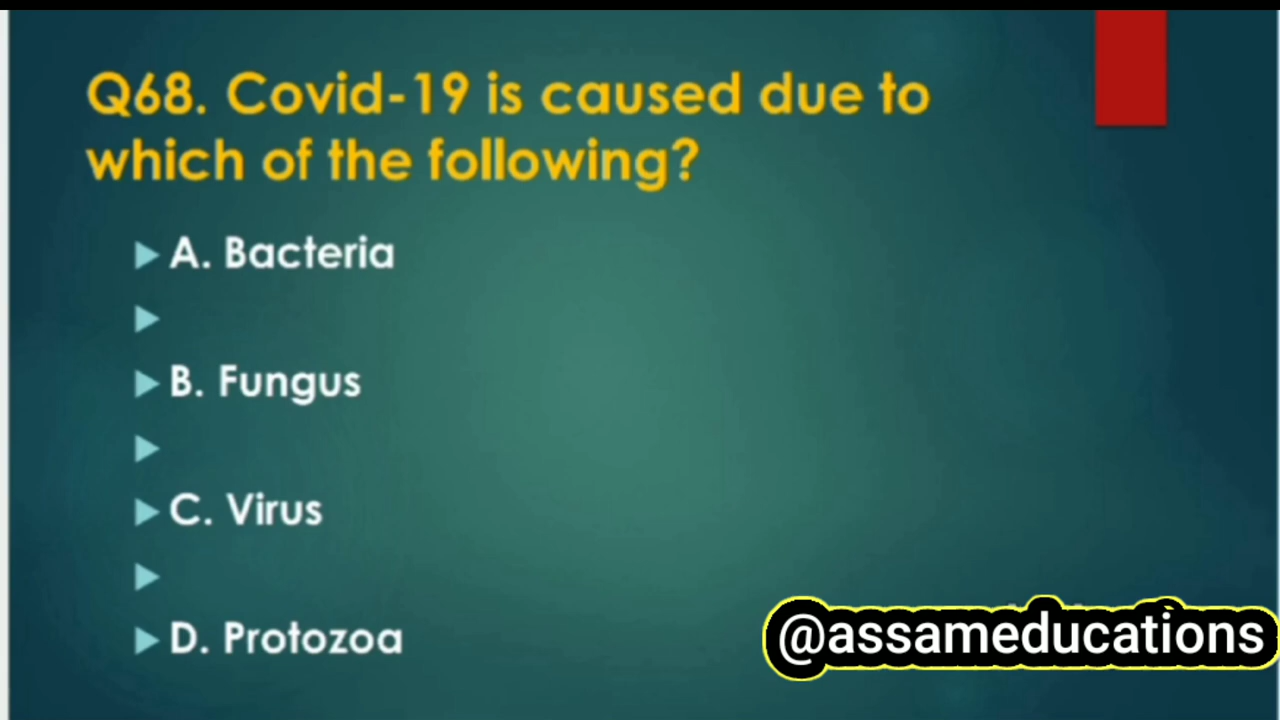 Q68. Covid-19 is caused due to
which of the following?
A. Bacteria
B. Fungus
C. Virus
D. Protozoa
@assameducations